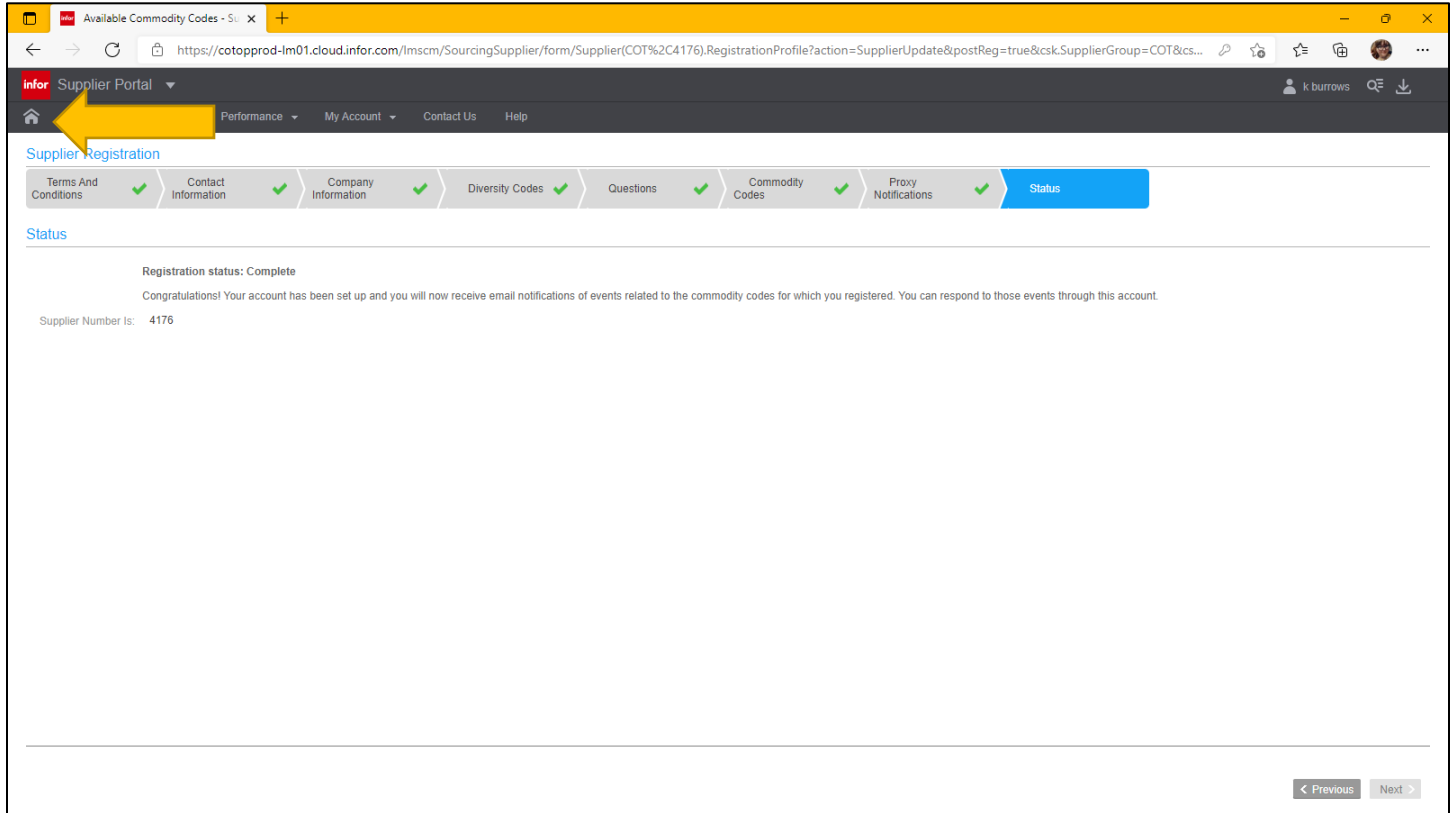 infor Available Commodity Codes - Su
https://cotopprod-lm01.cloud.infor.com/lmscm/SourcingSupplier/form/Supplier(COT%2C4176).RegistrationProfile?action=SupplierUpdate&postReg=true&csk.SupplierGroup=COT&cs...
infor Supplier Portal k burrows
Performance My Account Contact Us Help
Supplier Registration
Terms And Conditions
Contact Information
Company Information
Diversity Codes
Questions
Commodity Codes
Proxy Notifications
Status
Status
Registration status: Complete
Congratulations! Your account has been set up and you will now receive email notifications of events related to the commodity codes for which you registered. You can respond to those events through this account.
Supplier Number Is: 4176
Previous Next